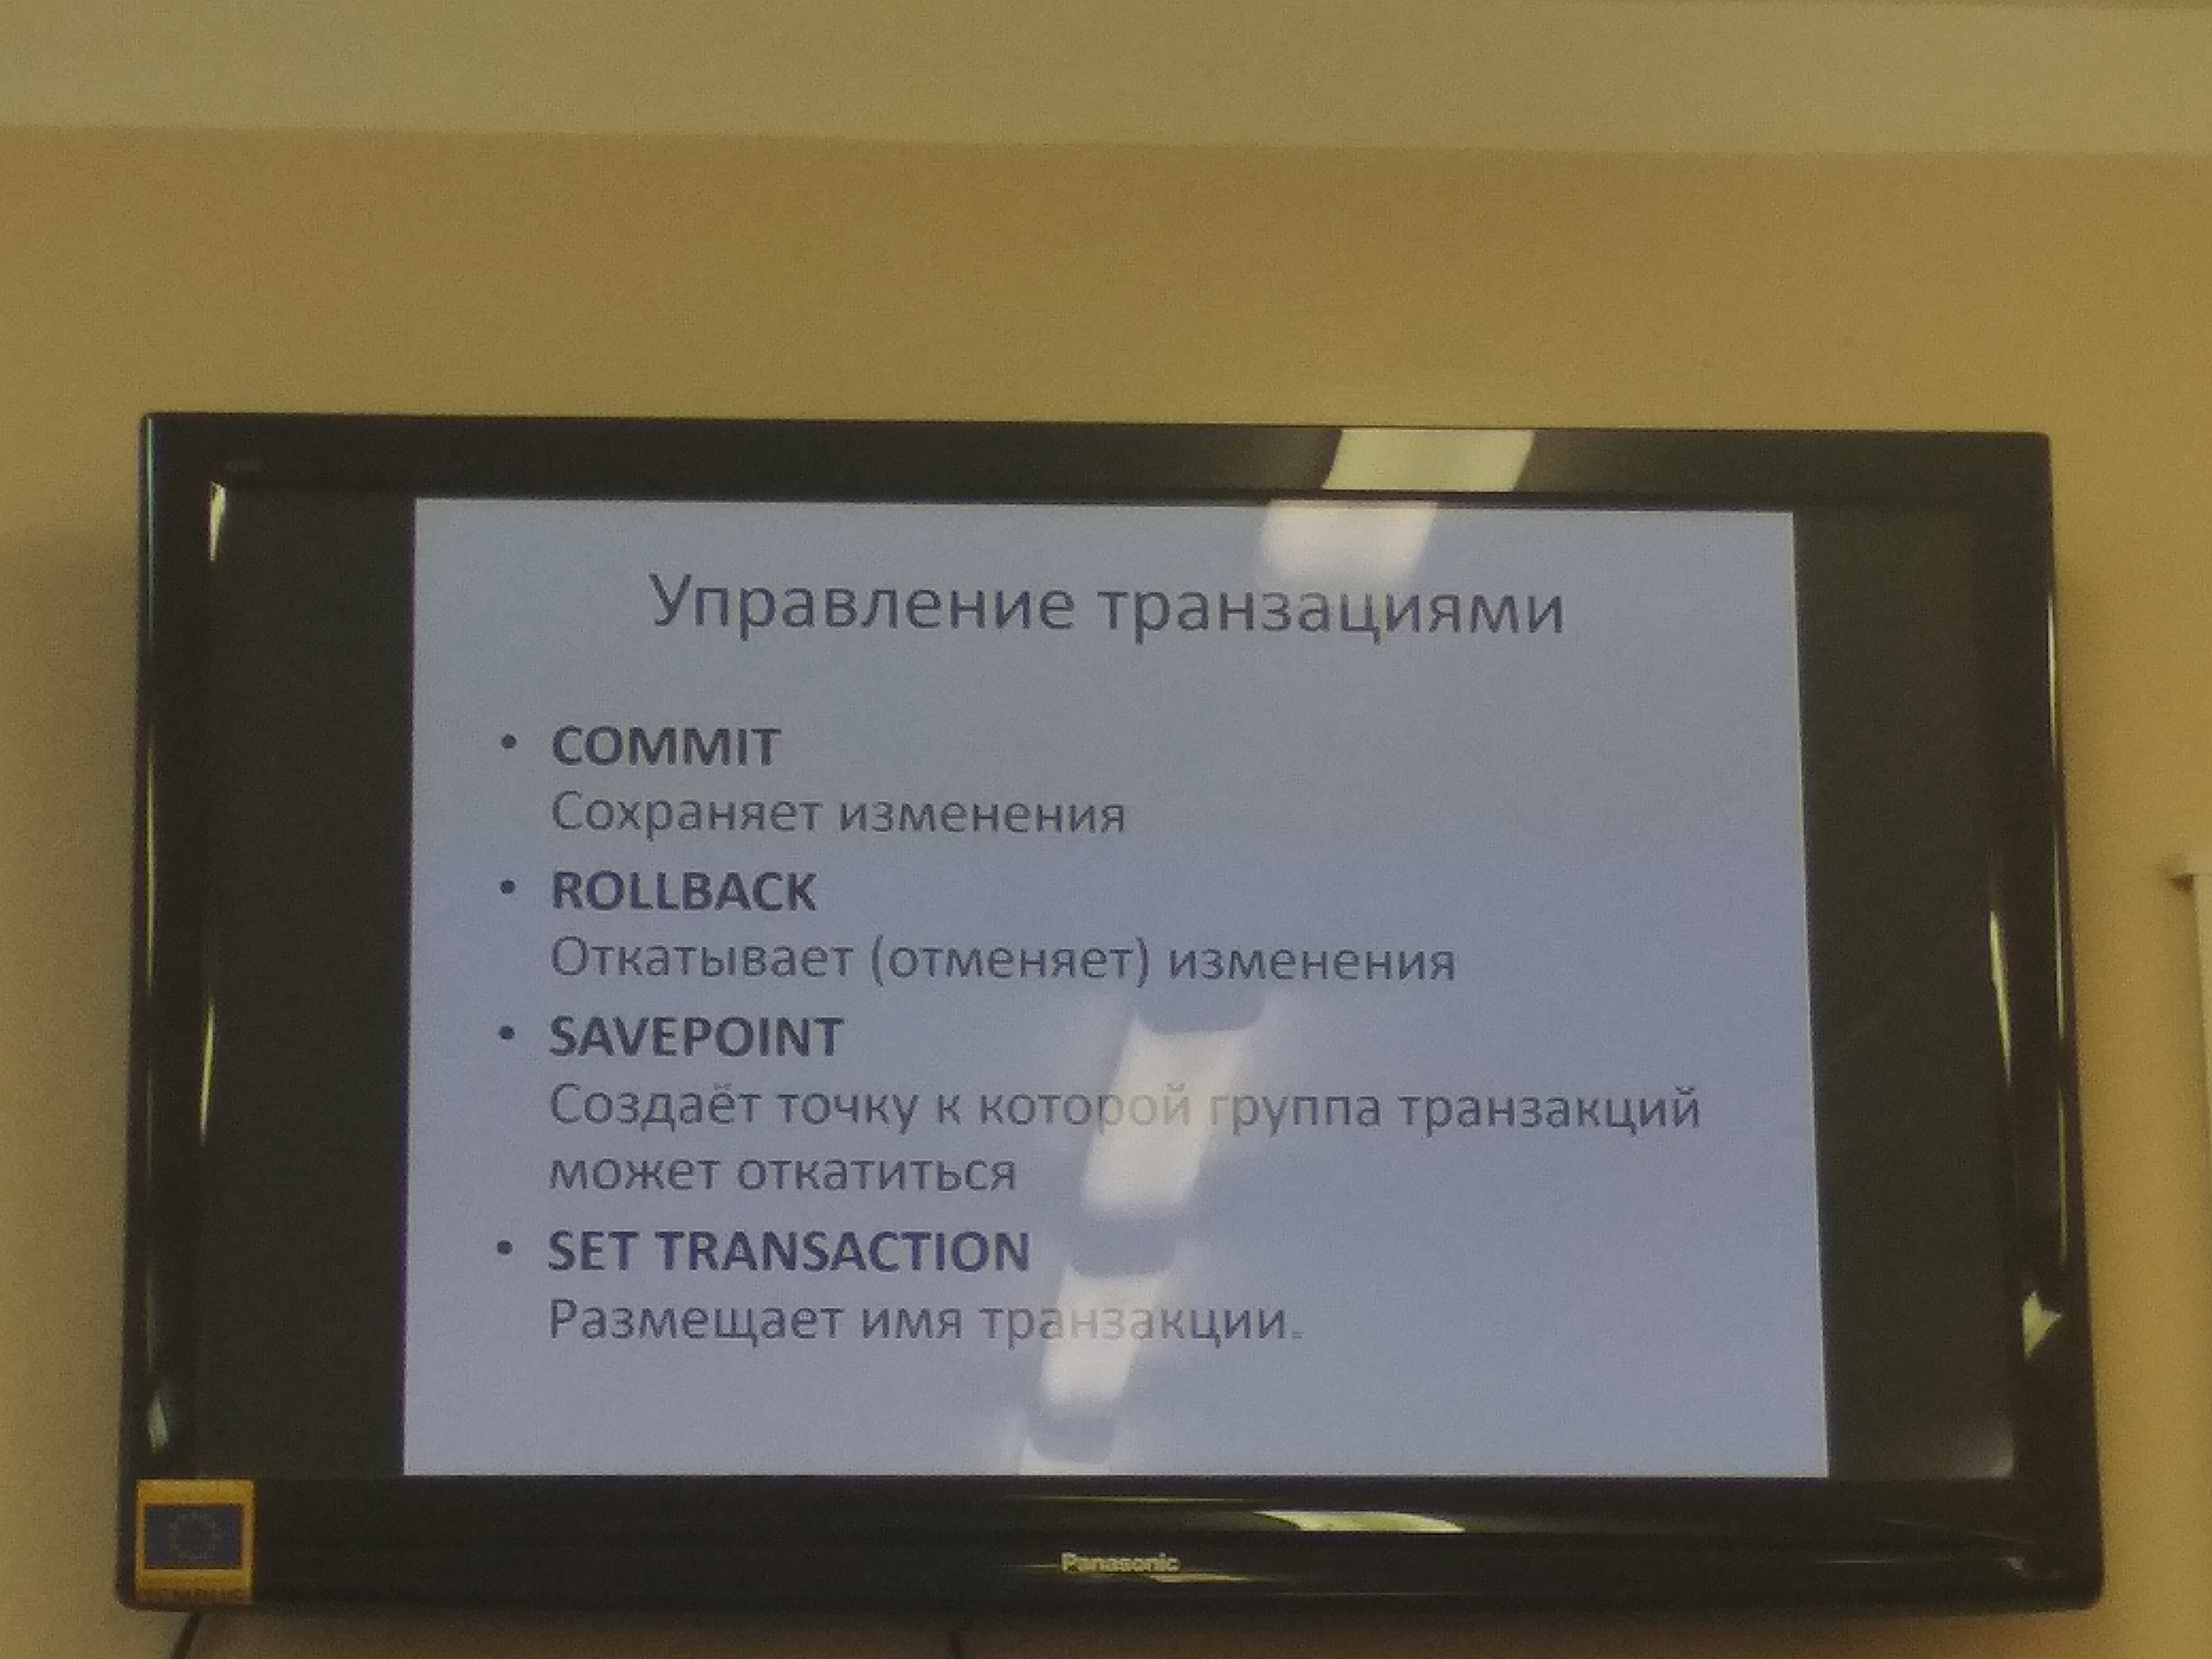 Управление транзациями
• COMMIT
Сохраняет изменения
• ROLLBACK
Откатывает (отменяет) изменения
• SAVEPOINT
Создаёт точку к которой группа транзакций
может откатиться
• SET TRANSACTION
Размещает имя транзакции.
Panasonic